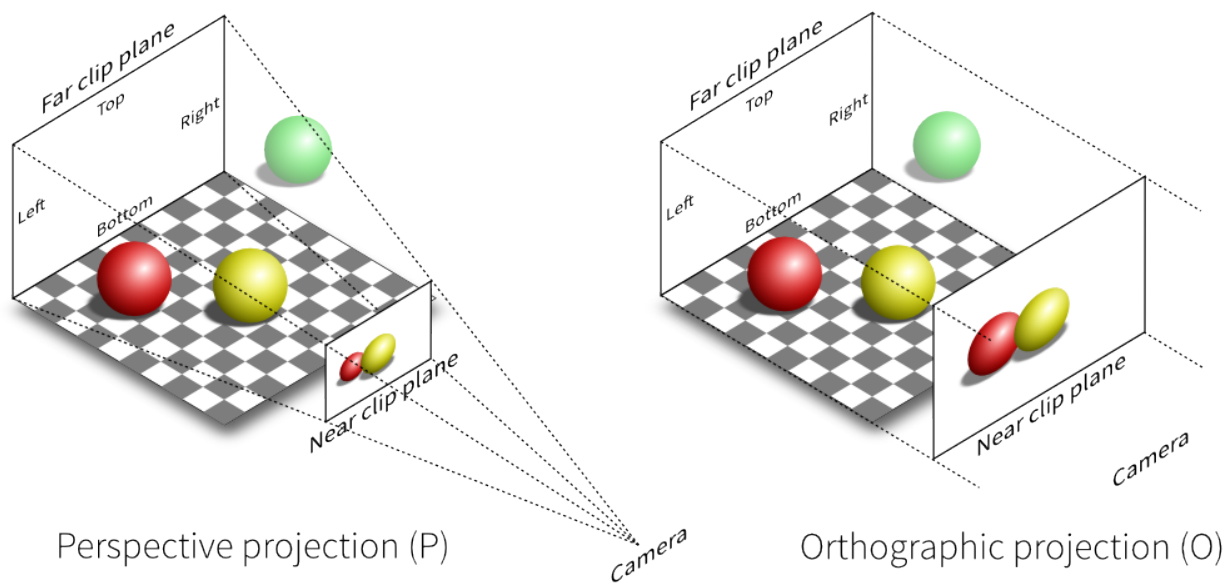 Far clip plane
Top
Right
Left
Bottom
Near clip plane
Camera
Perspective projection (P)
Far clip plane
Top
Right
Left
Bottom
Near clip plane
Camera
Orthographic projection (O)